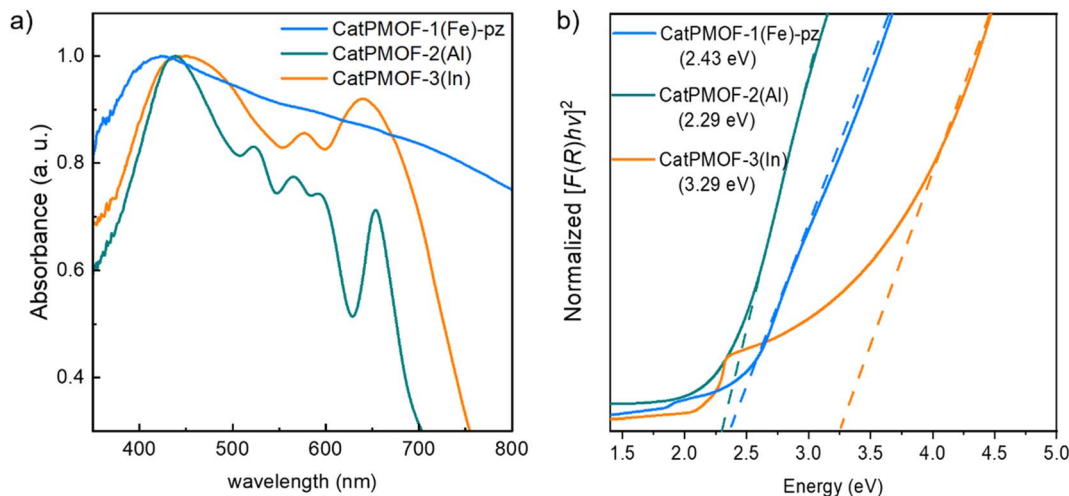 a)
CatPMOF-1(Fe)-pz
CatPMOF-2(Al)
CatPMOF-3(In)
Absorbance (a. u.)
1.0
0.8
0.6
0.4
400
500
600
700
800
wavelength (nm)
b)
CatPMOF-1(Fe)-pz
(2.43 eV)
CatPMOF-2(Al)
(2.29 eV)
CatPMOF-3(In)
(3.29 eV)
Normalized [F(R)hv]²
1.5
2.0
2.5
3.0
3.5
4.0
4.5
5.0
Energy (eV)